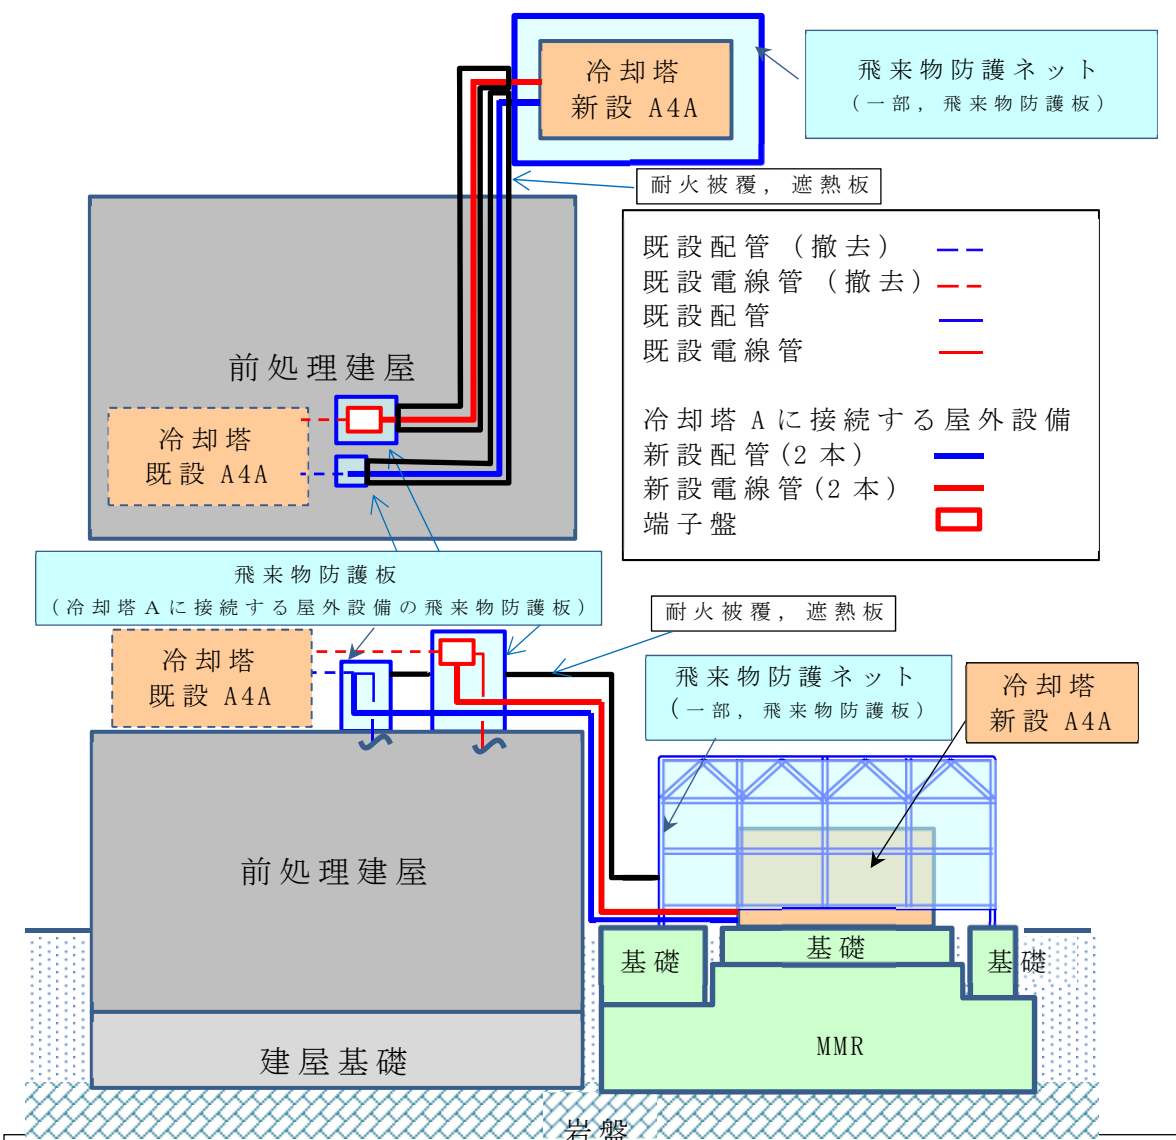 冷却塔
新設 A4A
飛来物防護ネット
(一部, 飛来物防護板)
耐火被覆, 遮熱板
既設配管 (撤去)
既設電線管 (撤去)
既設配管
既設電線管
冷却塔 A に接続する屋外設備
新設配管(2 本)
新設電線管(2 本)
端子盤
前処理建屋
冷却塔
既設 A4A
飛来物防護板
(冷却塔 A に接続する屋外設備の飛来物防護板)
耐火被覆, 遮熱板
冷却塔
既設 A4A
飛来物防護ネット
(一部, 飛来物防護板)
冷却塔
新設 A4A
前処理建屋
基礎
基礎
基礎
MMR
建屋基礎
岩盤